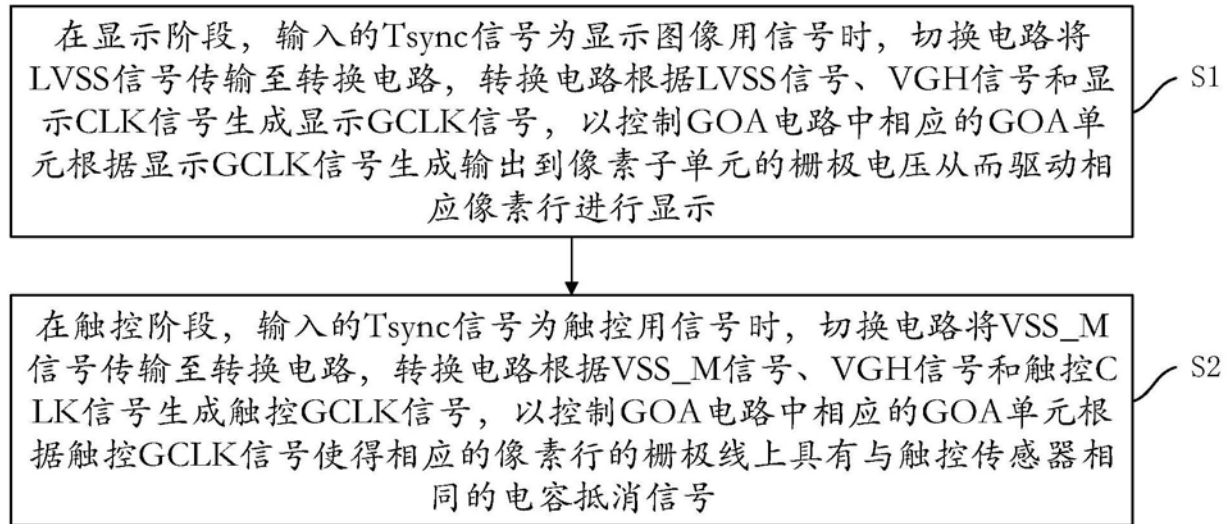 在显示阶段，输入的Tsync信号为显示图像用信号时，切换电路将
LVSS信号传输至转换电路，转换电路根据LVSS信号、VGH信号和显
示CLK信号生成显示GCLK信号，以控制GOA电路中相应的GOA单
元根据显示GCLK信号生成输出到像素子单元的栅极电压从而驱动相
应像素行进行显示
S1
在触控阶段，输入的Tsync信号为触控用信号时，切换电路将VSS_M
信号传输至转换电路，转换电路根据VSS_M信号、VGH信号和触控C
LK信号生成触控GCLK信号，以控制GOA电路中相应的GOA单元根
据触控GCLK信号使得相应的像素行的栅极线上具有与触控传感器相
同的电容抵消信号
S2